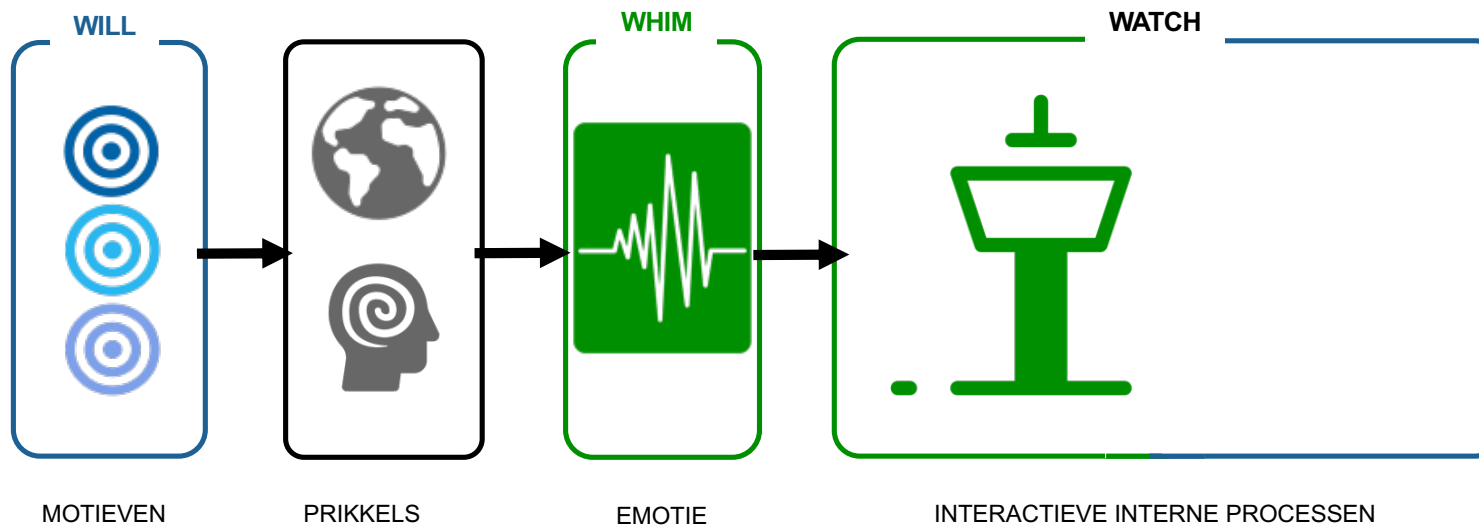 WILL
WHIM
WATCH
MOTIEVEN
PRIKKELS
EMOTIE
INTERACTIEVE INTERNE PROCESSEN